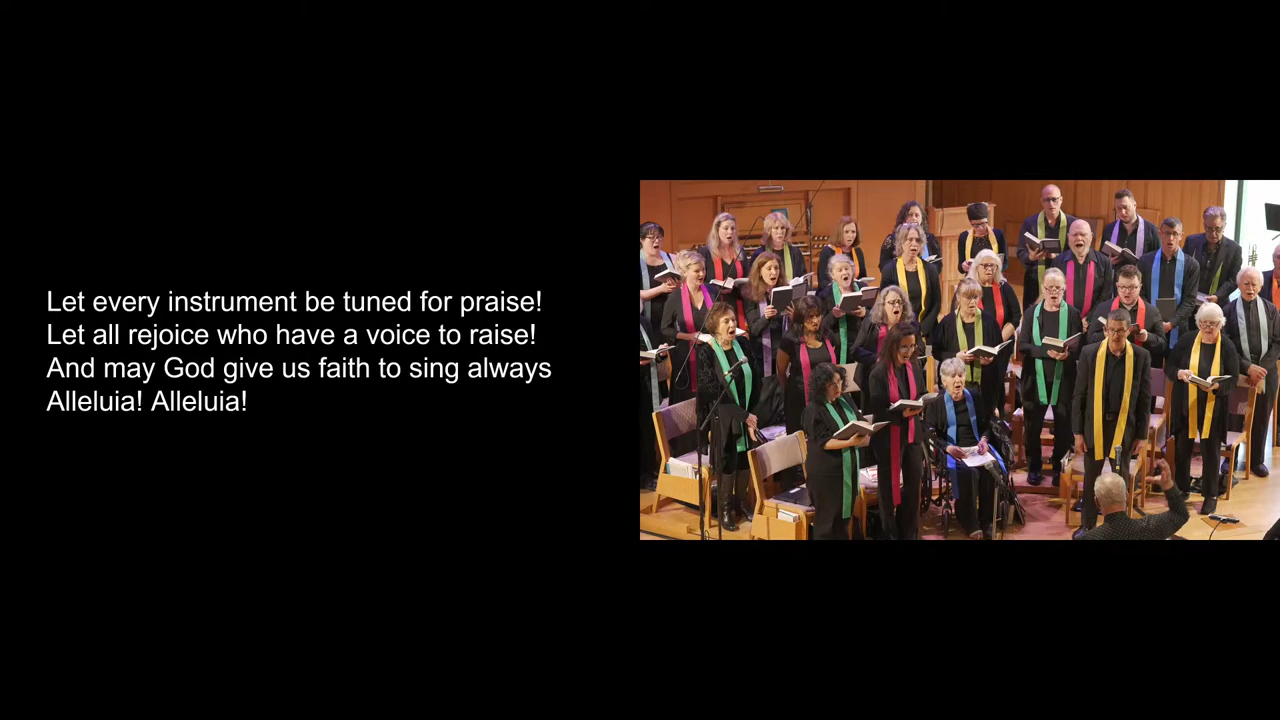 Let every instrument be tuned for praise!
Let all rejoice who have a voice to raise!
And may God give us faith to sing always
Alleluia! Alleluia!